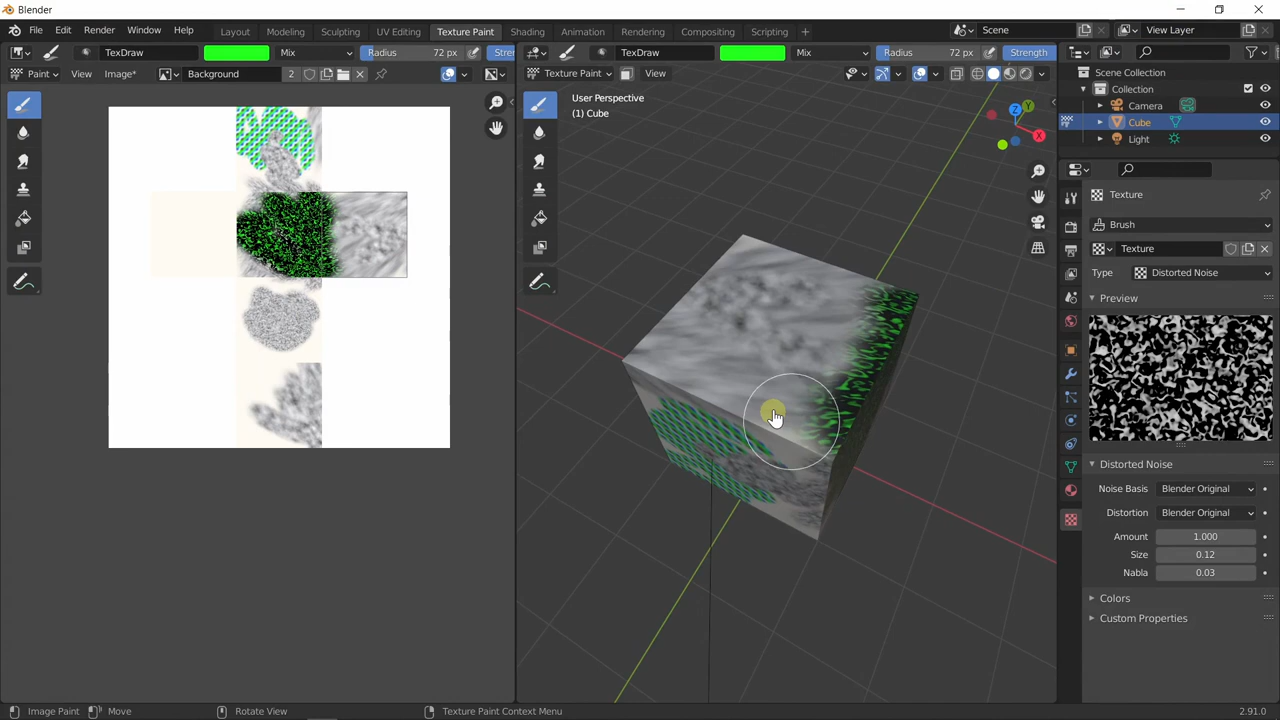 Blender
File Edit Render Window Help Layout Modeling Sculpting UV Editing Texture Paint Shading Animation Rendering Compositing Scripting + Scene View Layer
TexDraw Mix Radius 72 px Stre TexDraw Mix Radius 72 px Strength
Paint View Image* Background 2 Texture Paint View
Scene Collection
Collection
Camera
Cube
Light
User Perspective
(1) Cube
Texture
Brush
Texture
Type Distorted Noise
Preview
Distorted Noise
Noise Basis Blender Original
Distortion Blender Original
Amount 1.000
Size 0.12
Nabla 0.03
Colors
Custom Properties
Image Paint Move Rotate View Texture Paint Context Menu 2.91.0